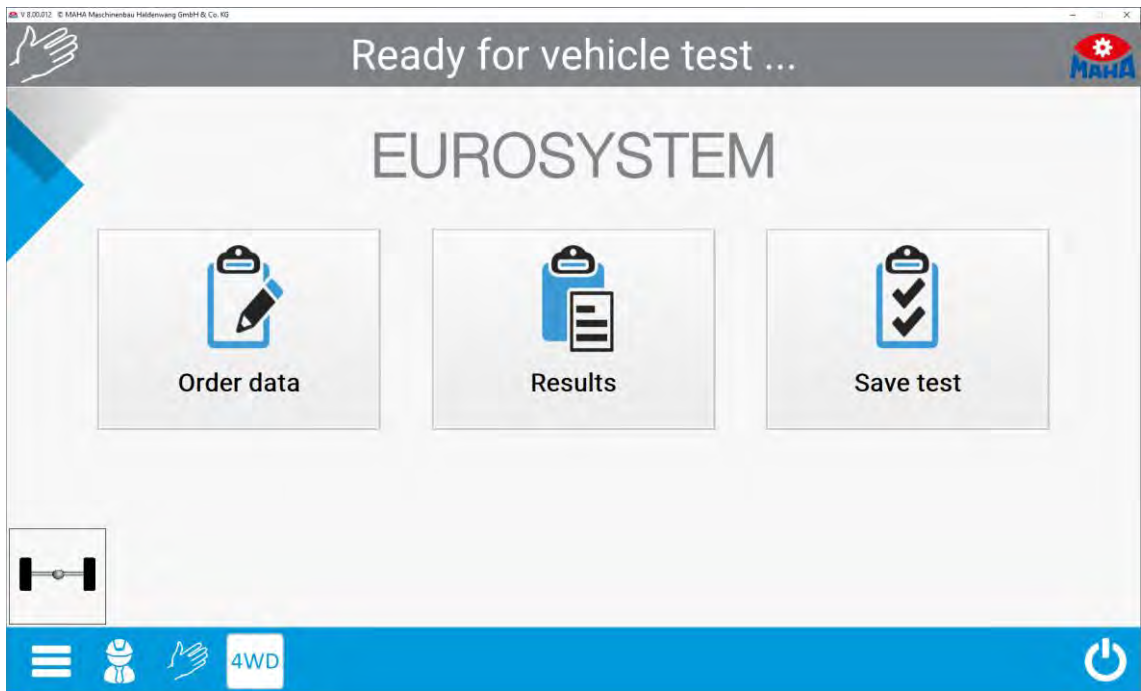 V 8.00.012 © MAHA Maschinenbau Haldenwang GmbH & Co. KG
Ready for vehicle test ...
MAHA
EUROSYSTEM
Order data
Results
Save test
4WD